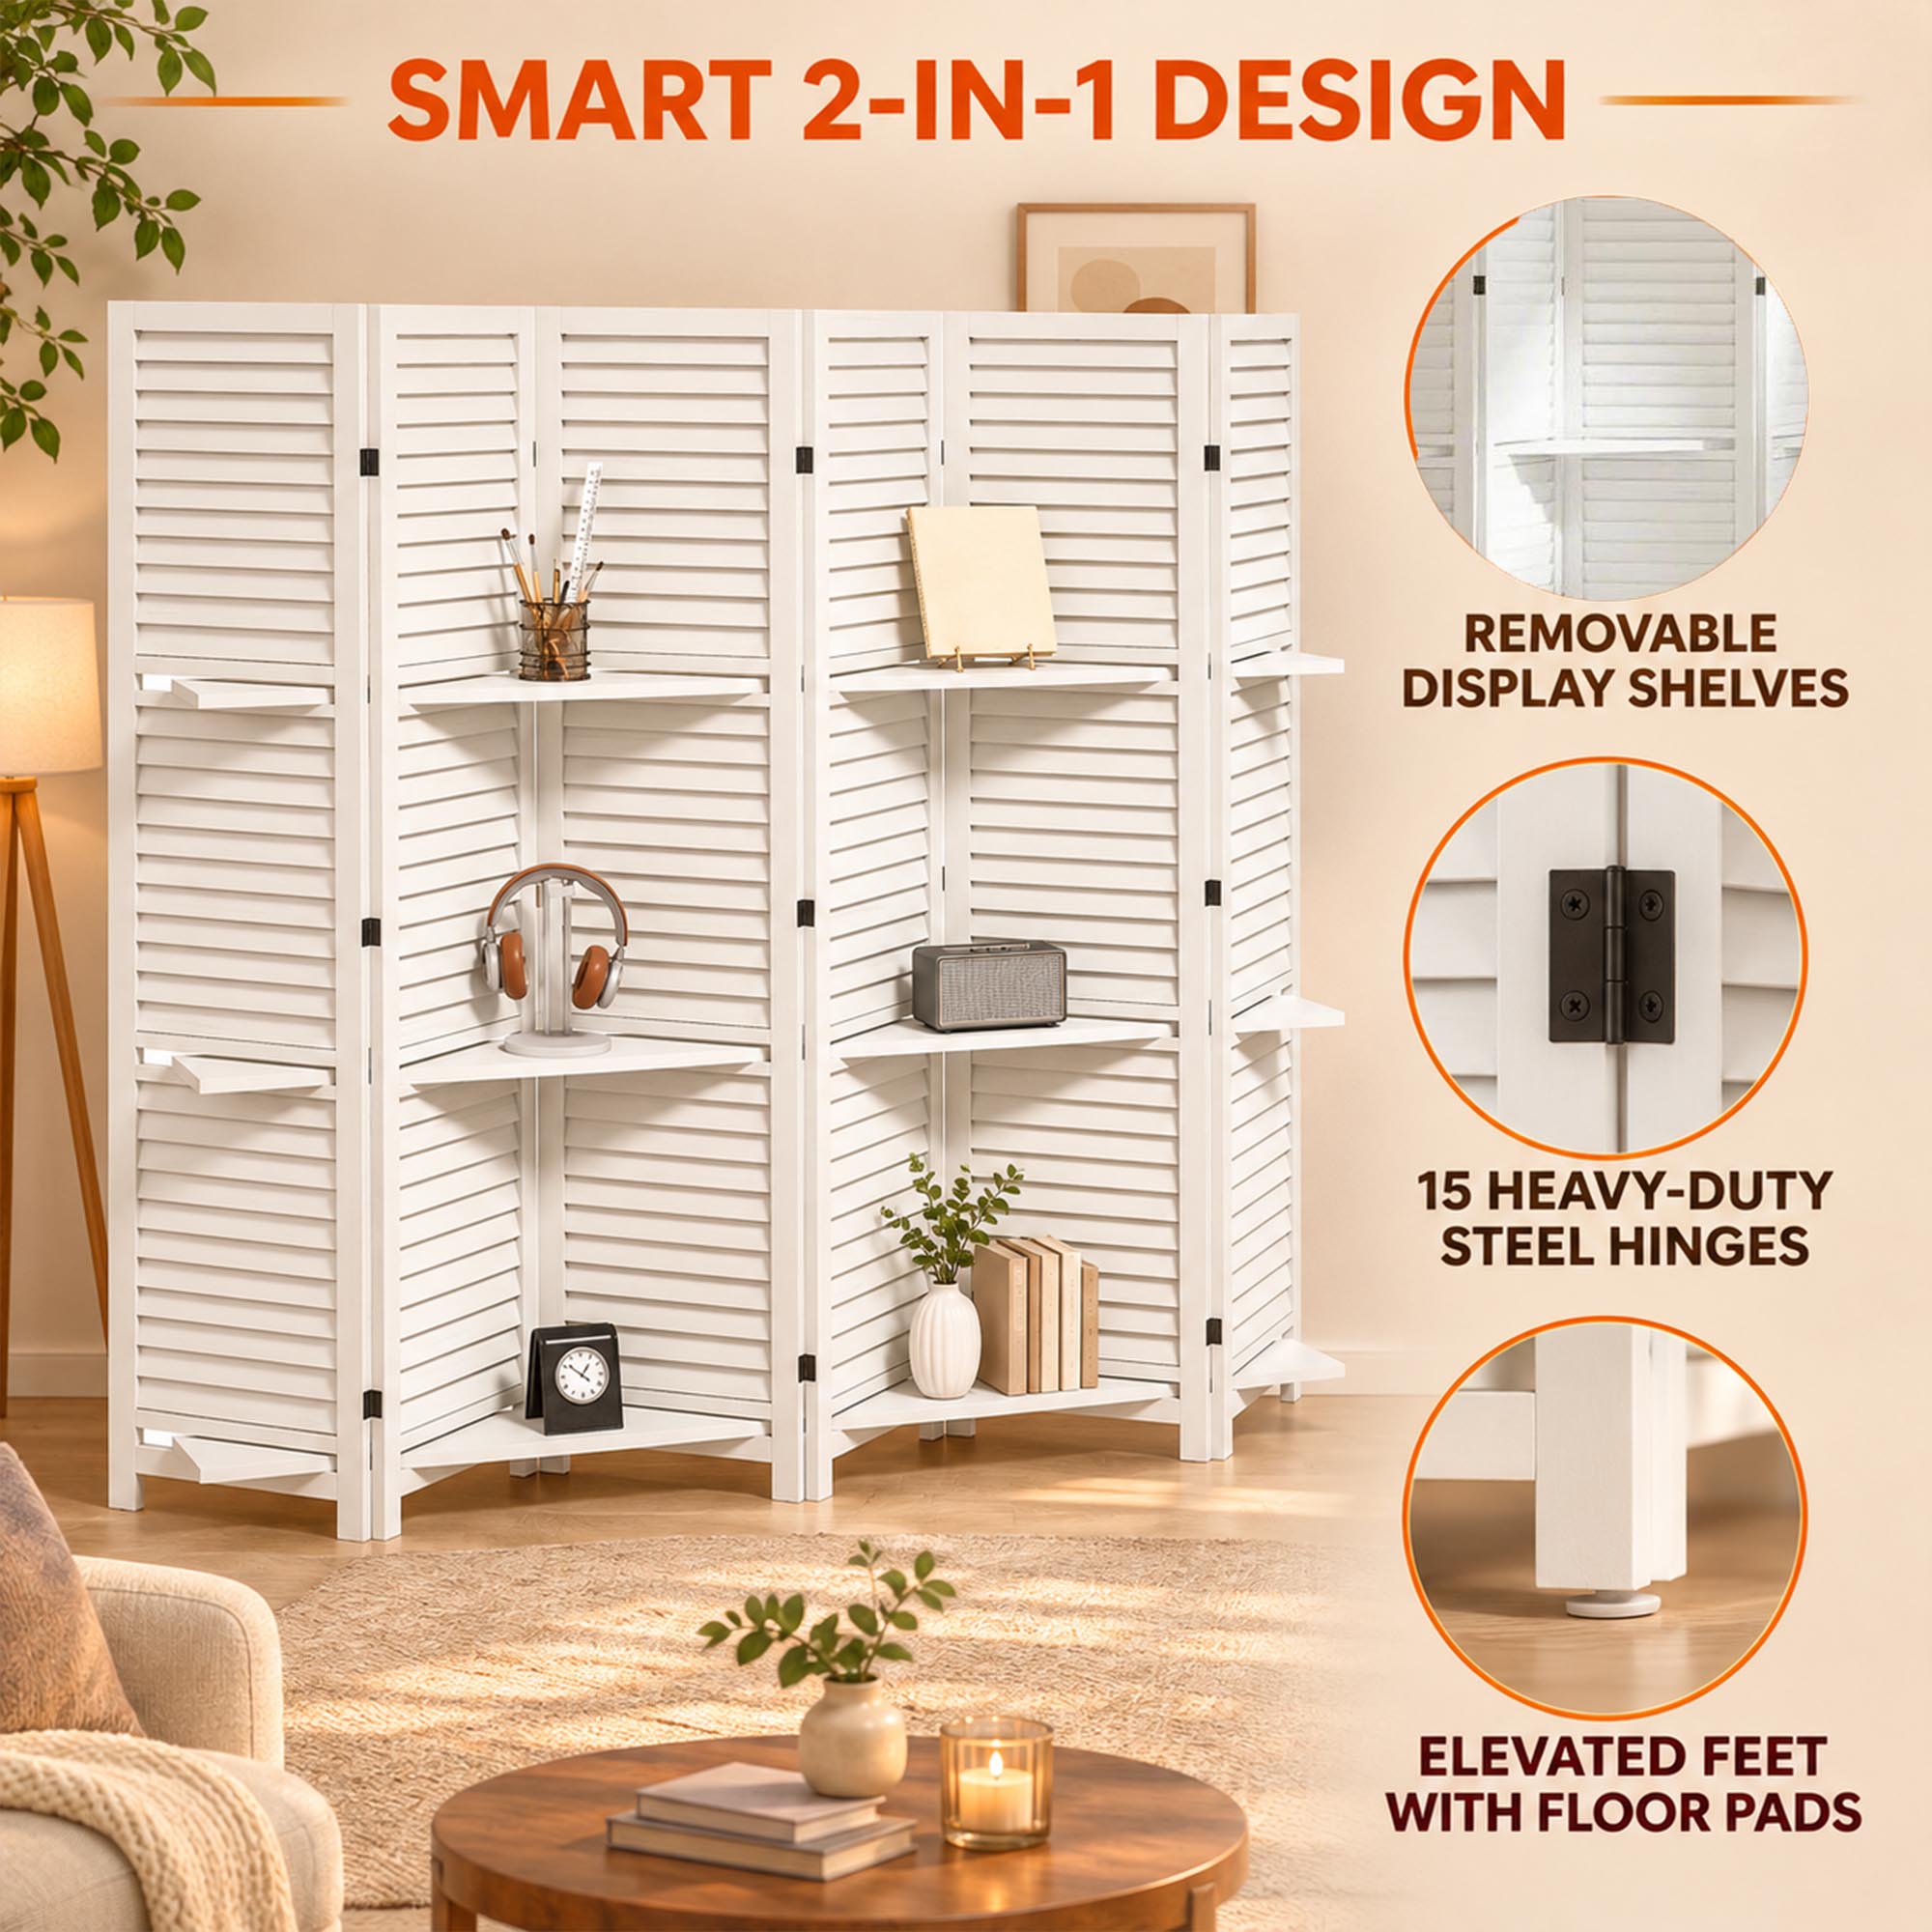 SMART 2-IN-1 DESIGN
REMOVABLE
DISPLAY SHELVES
15 HEAVY-DUTY
STEEL HINGES
ELEVATED FEET
WITH FLOOR PADS